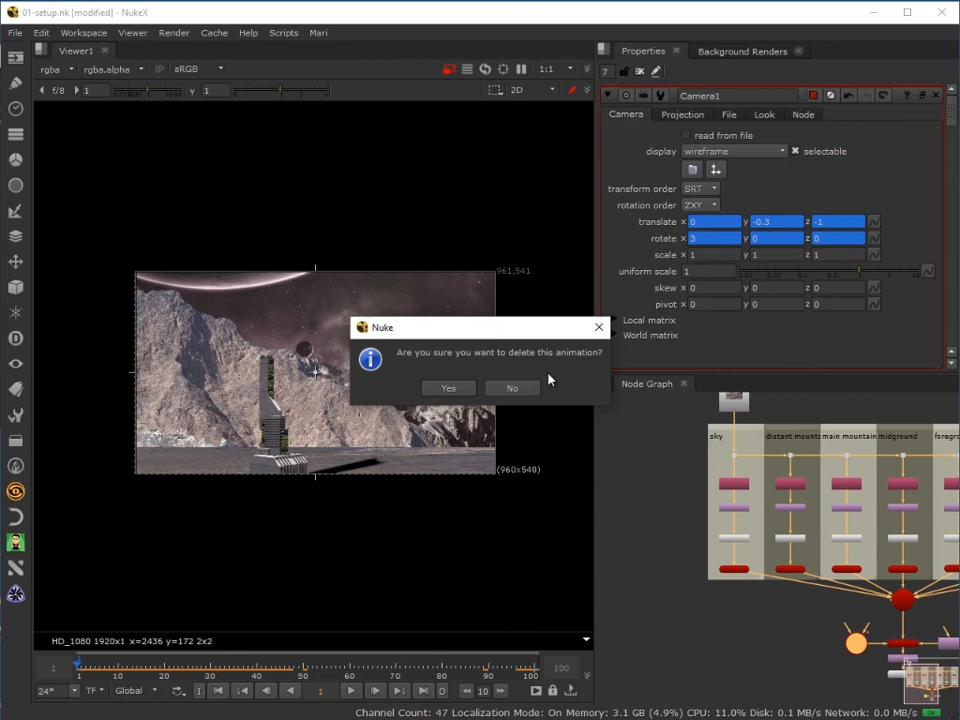 01-setup.nk [modified] - NukeX
File Edit Workspace Viewer Render Cache Help Scripts Mari
Viewer1
rgba rgba.alpha IP sRGB 1:1
f/8 1 Y 1 2D
961,541
(960x540)
HD_1080 1920x1 x=2436 y=172 2x2
1 100
1 10 20 30 40 50 60 70 80 90 100
24* TF Global I 1 O 10
Properties Background Renders
7
Camera1
Camera Projection File Look Node
read from file
display wireframe selectable
transform order SRT
rotation order ZXY
translate x 0 y -0.3 z -1
rotate x 3 y 0 z 0
scale x 1 y 1 z 1
uniform scale 1
skew x 0 y 0 z 0
pivot x 0 y 0 z 0
Local matrix
World matrix
Nuke
Are you sure you want to delete this animation?
Yes No
Node Graph
sky distant mount main mountain midground foregro
Channel Count: 47 Localization Mode: On Memory: 3.1 GB (4.9%) CPU: 11.0% Disk: 0.1 MB/s Network: 0.0 MB/s